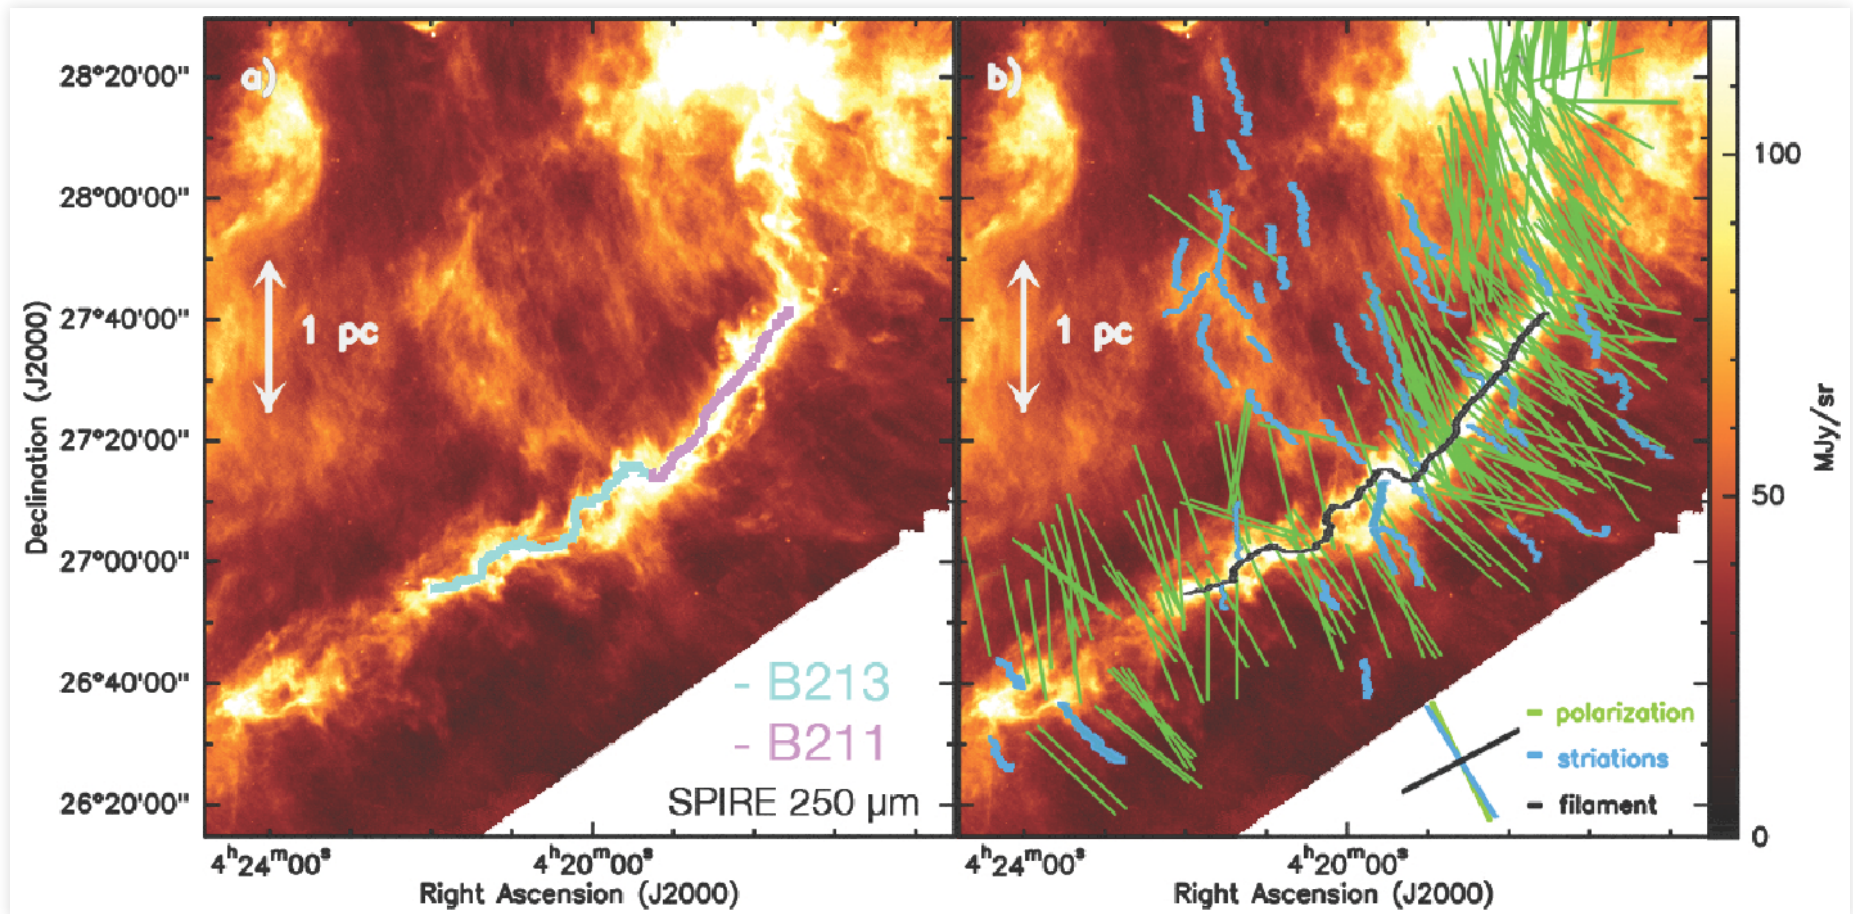 a)
b)
28°20'00"
28°00'00"
27°40'00"
27°20'00"
27°00'00"
26°40'00"
26°20'00"
Declination (J2000)
1 pc
1 pc
- B213
- B211
SPIRE 250 µm
polarization
striations
filament
100
50
0
MJy/sr
4h24m00s
4h20m00s
4h24m00s
4h20m00s
Right Ascension (J2000)
Right Ascension (J2000)